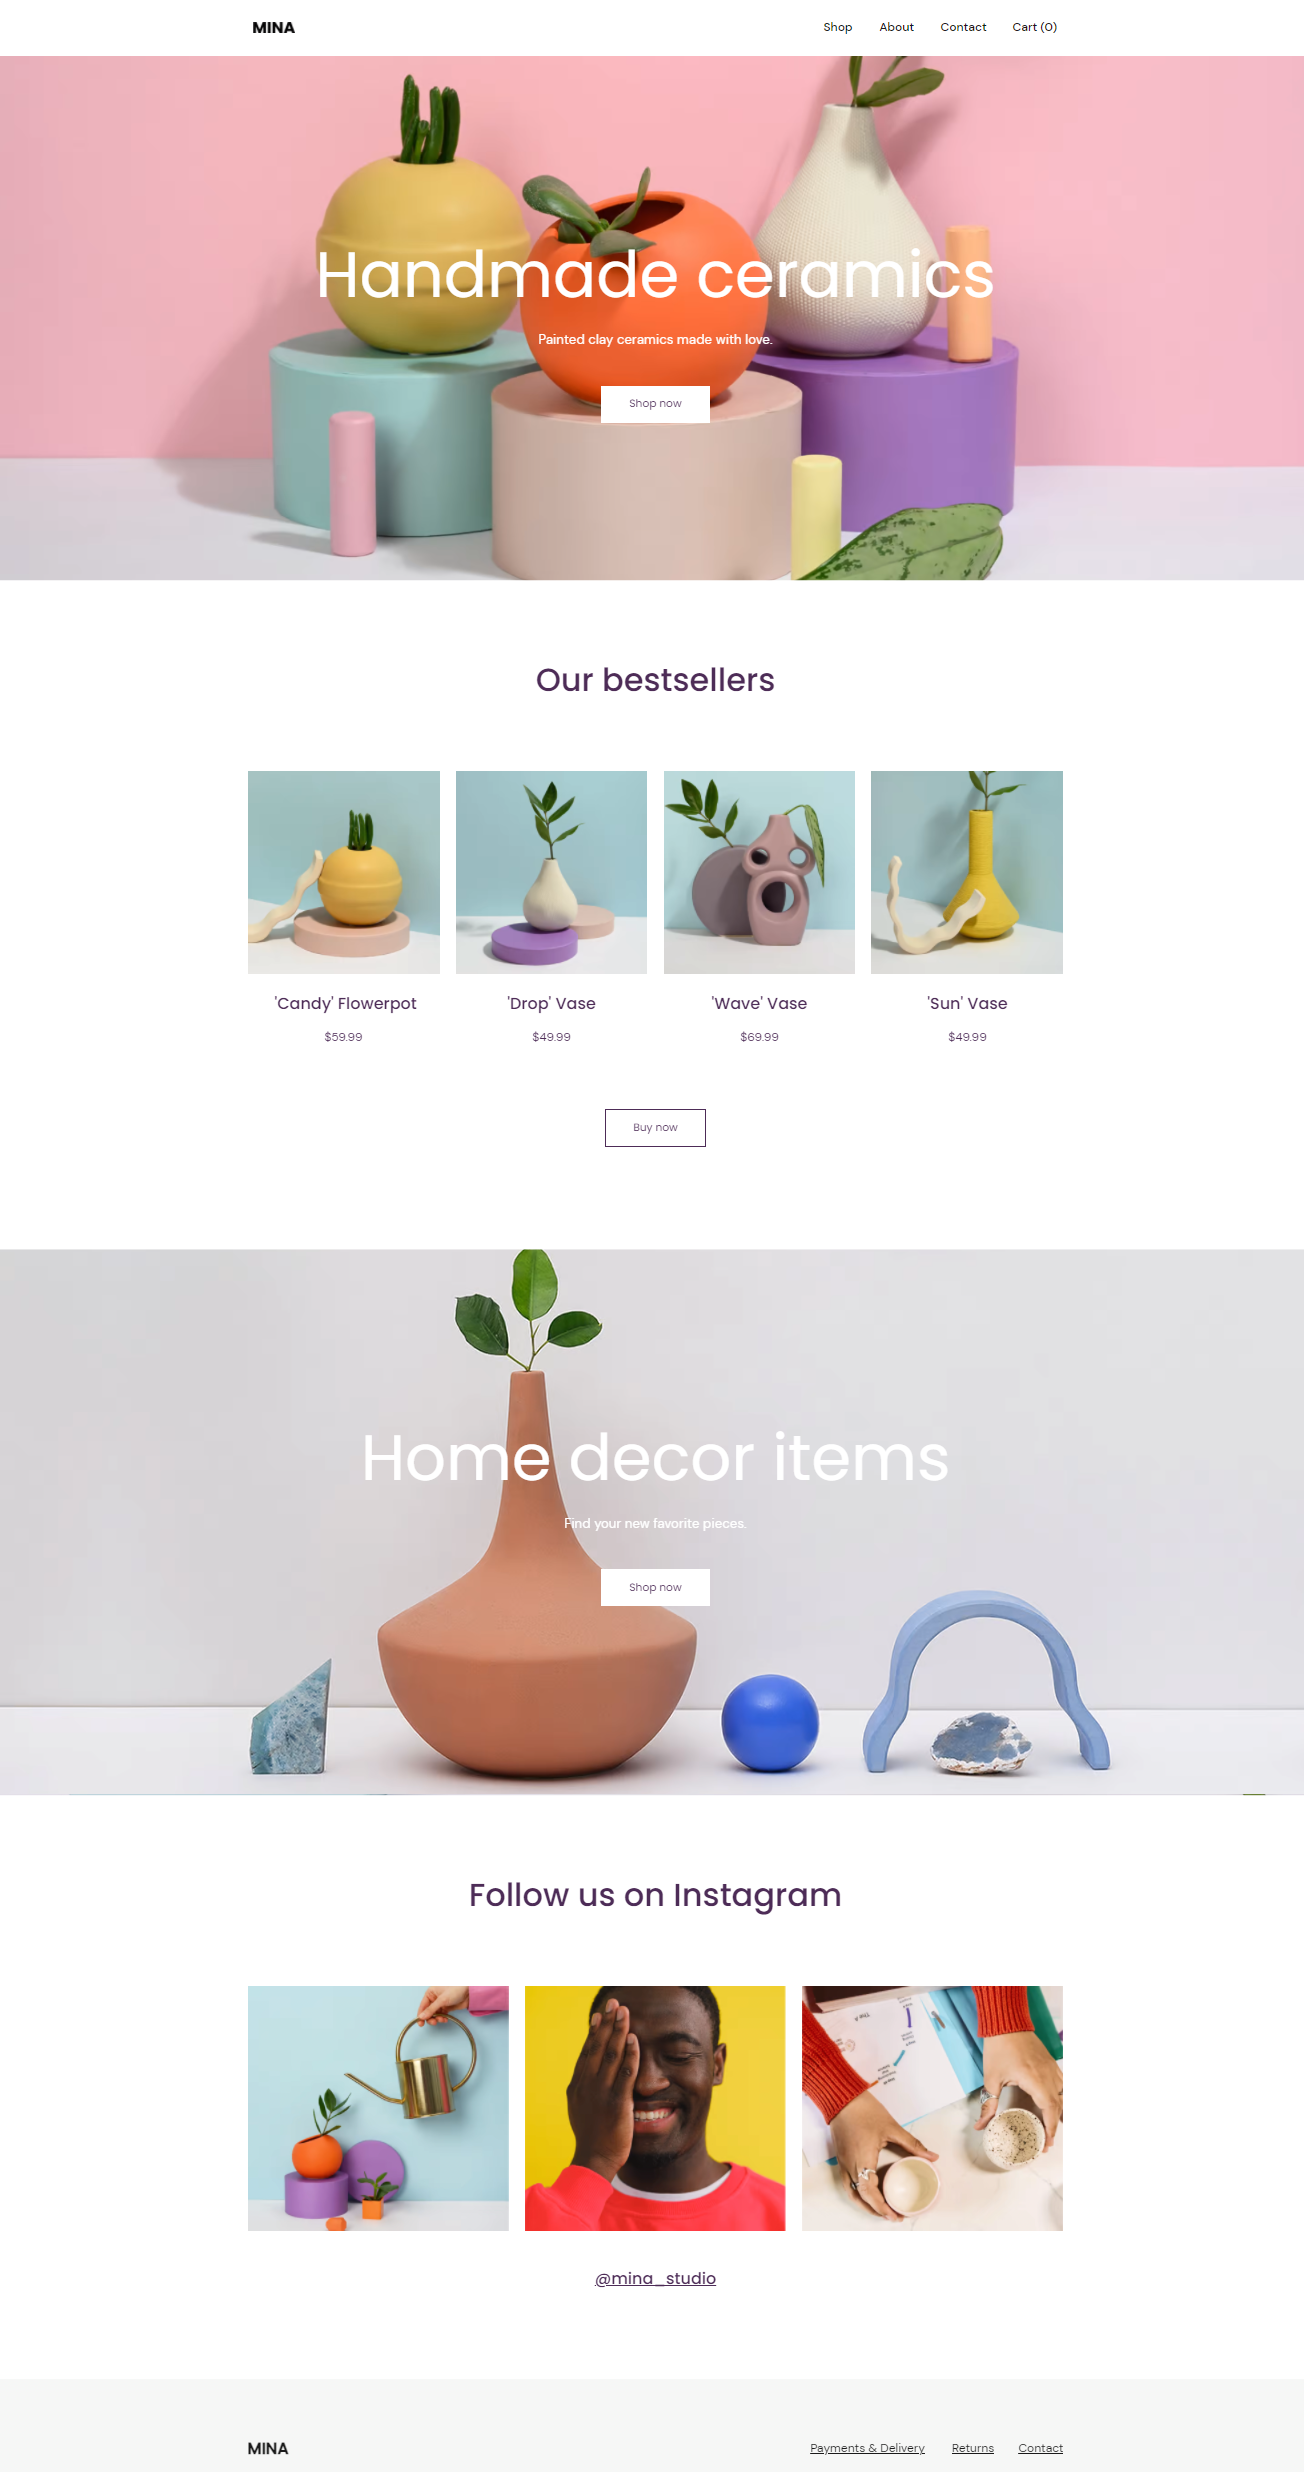 MINA
Shop About Contact Cart (0)
Handmade ceramics
Painted clay ceramics made with love.
Shop now
Our bestsellers
'Candy' Flowerpot
$59.99
'Drop' Vase
$49.99
'Wave' Vase
$69.99
'Sun' Vase
$49.99
Buy now
Home decor items
Find your new favorite pieces.
Shop now
Follow us on Instagram
@mina_studio
MINA
Payments & Delivery Returns Contact